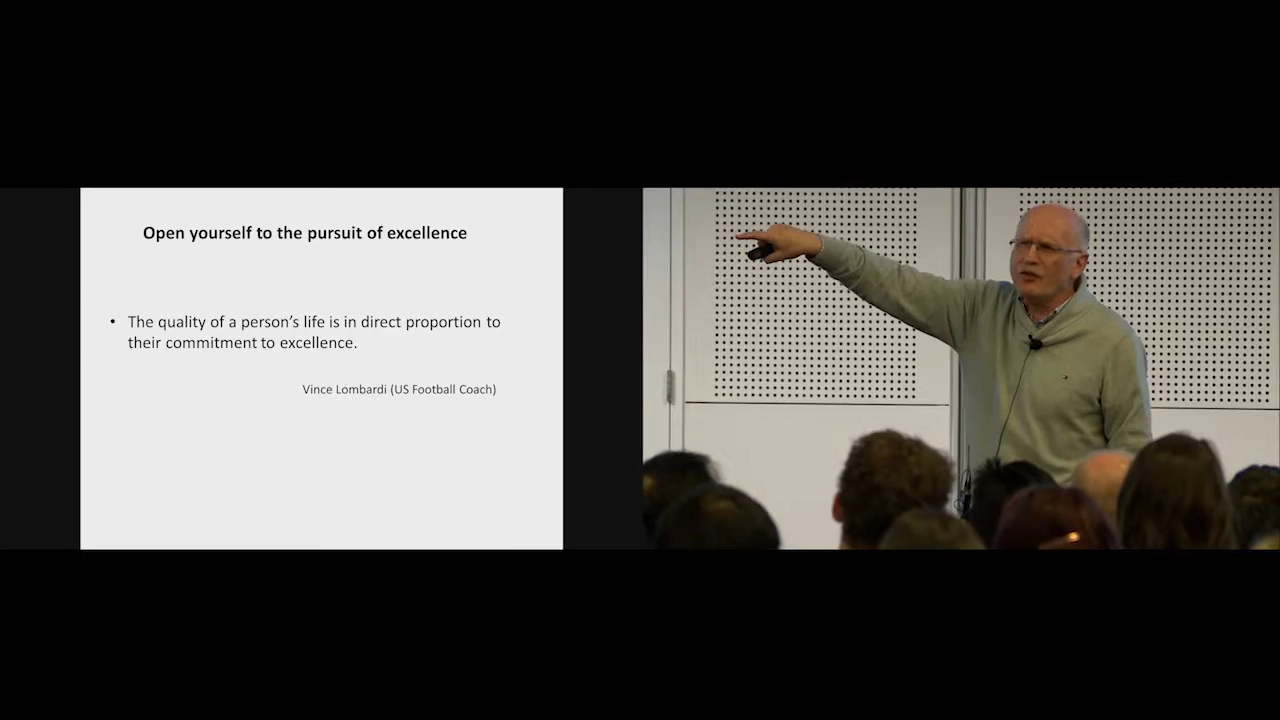 Open yourself to the pursuit of excellence
• The quality of a person’s life is in direct proportion to
their commitment to excellence.
Vince Lombardi (US Football Coach)